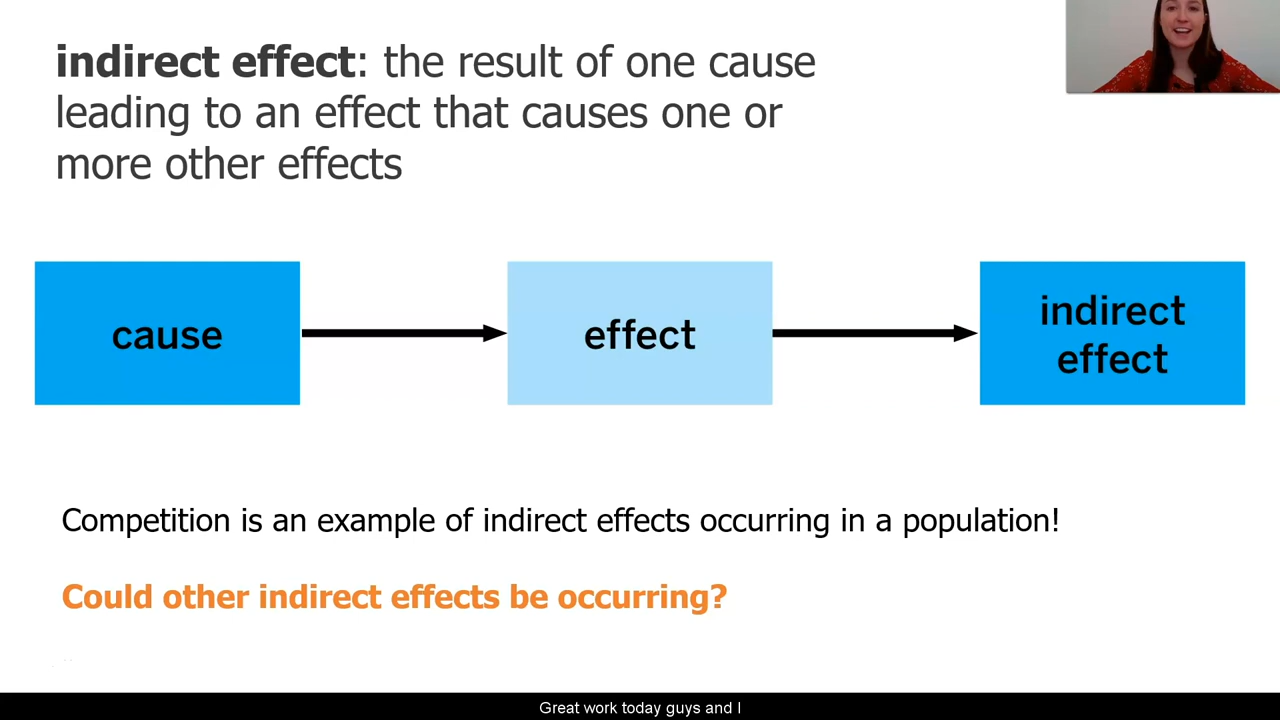 indirect effect: the result of one cause
leading to an effect that causes one or
more other effects
cause
effect
indirect
effect
Competition is an example of indirect effects occurring in a population!
Could other indirect effects be occurring?
Great work today guys and I